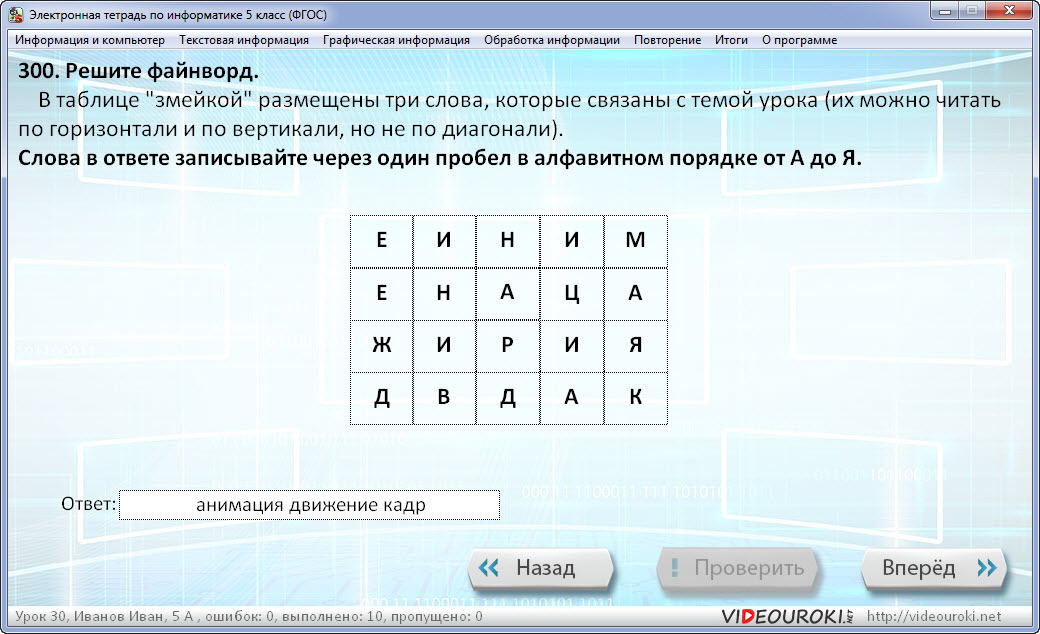 Электронная тетрадь по информатике 5 класс (ФГОС)
Информация и компьютер Текстовая информация Графическая информация Обработка информации Повторение Итоги О программе
300. Решите файнворд.
В таблице "змейкой" размещены три слова, которые связаны с темой урока (их можно читать
по горизонтали и по вертикали, но не по диагонали).
Слова в ответе записывайте через один пробел в алфавитном порядке от А до Я.
Е И Н И М
Е Н А Ц А
Ж И Р И Я
Д В Д А К
Ответ: анимация движение кадр
Назад ! Проверить Вперёд
Урок 30, Иванов Иван, 5 А , ошибок: 0, выполнено: 10, пропущено: 0 VIDEOUROKI.NET http://videouroki.net